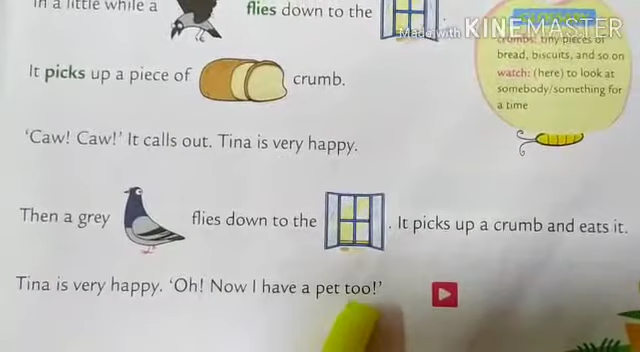 In a little while a flies down to the .
It picks up a piece of crumb.
'Caw! Caw!' It calls out. Tina is very happy.
Then a grey flies down to the . It picks up a crumb and eats it.
Tina is very happy. 'Oh! Now I have a pet too!'
crumbs: tiny pieces of
bread, biscuits, and so on
watch: (here) to look at
somebody/something for
a time
Made with KINEMASTER